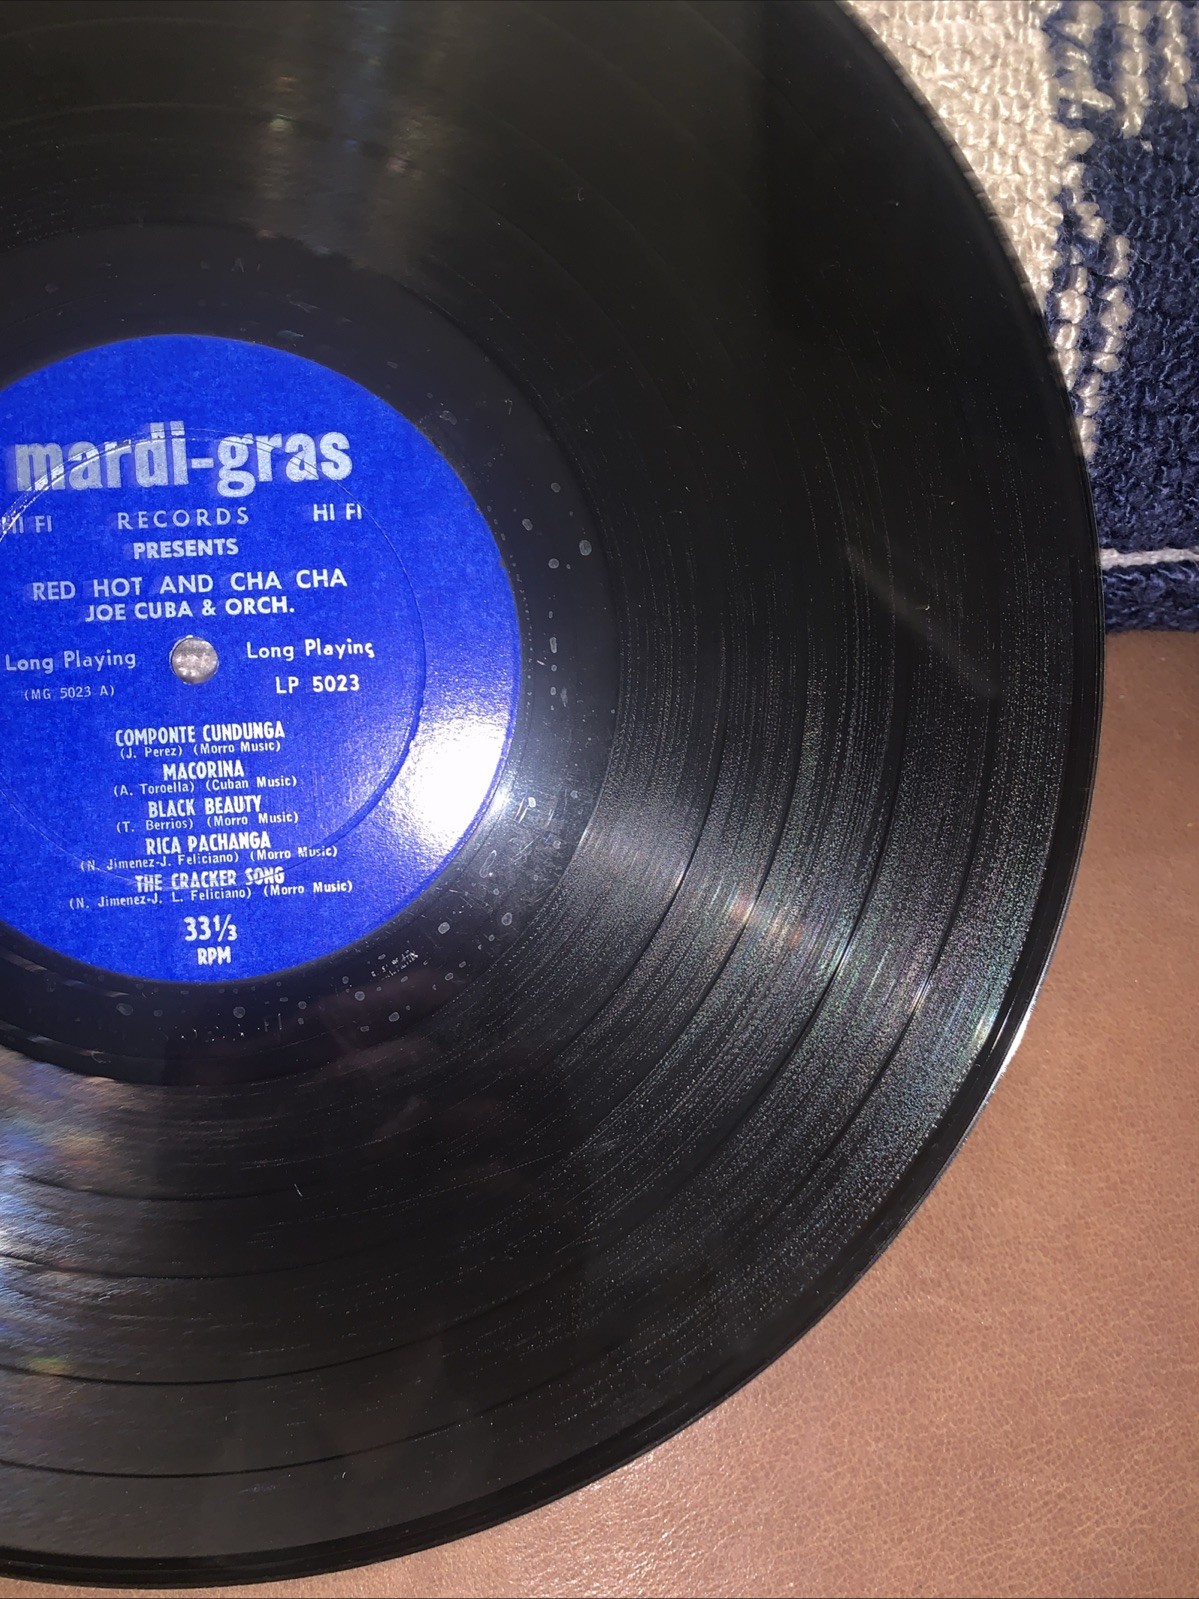 mardi-gras
HI FI RECORDS HI FI
PRESENTS
RED HOT AND CHA CHA
JOE CUBA & ORCH.
Long Playing Long Playing
(MG 5023 A) LP 5023
COMPONTE CUNDUNGA
(J. Perez) (Morro Music)
MACORINA
(A. Toroella) (Cuban Music)
BLACK BEAUTY
(T. Berrios) (Morro Music)
RICA PACHANGA
(N. Jimenez-J. Feliciano) (Morro Music)
THE CRACKER SONG
(N. Jimenez-J. L. Feliciano) (Morro Music)
33⅓
RPM